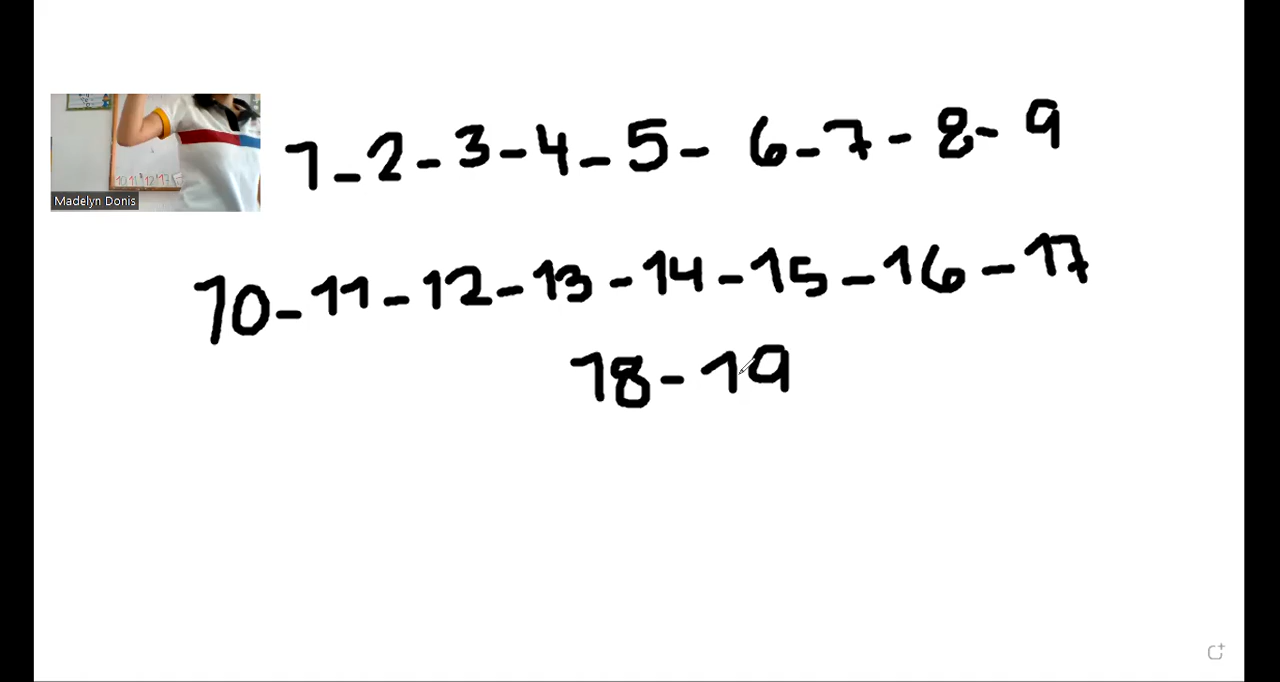 Madelyn Donis
1 - 2 - 3 - 4 - 5 - 6 - 7 - 8 - 9
10 - 11 - 12 - 13 - 14 - 15 - 16 - 17
18 - 19